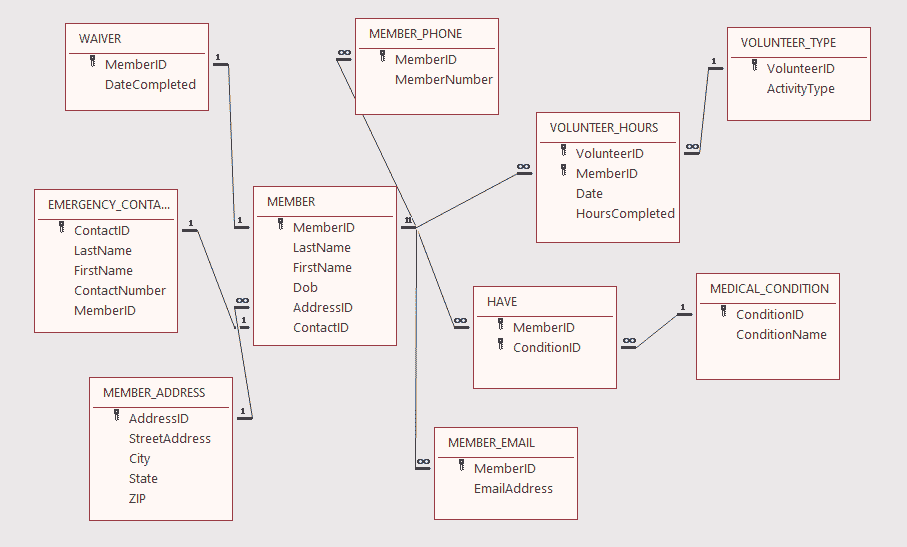 WAIVER
MemberID
DateCompleted
MEMBER_PHONE
MemberID
MemberNumber
VOLUNTEER_TYPE
VolunteerID
ActivityType
VOLUNTEER_HOURS
VolunteerID
MemberID
Date
HoursCompleted
EMERGENCY_CONTA...
ContactID
LastName
FirstName
ContactNumber
MemberID
MEMBER
MemberID
LastName
FirstName
Dob
AddressID
ContactID
HAVE
MemberID
ConditionID
MEDICAL_CONDITION
ConditionID
ConditionName
MEMBER_ADDRESS
AddressID
StreetAddress
City
State
ZIP
MEMBER_EMAIL
MemberID
EmailAddress
1
1
∞
1
∞
∞
1
11
∞
1
1
∞
1
∞
1
∞